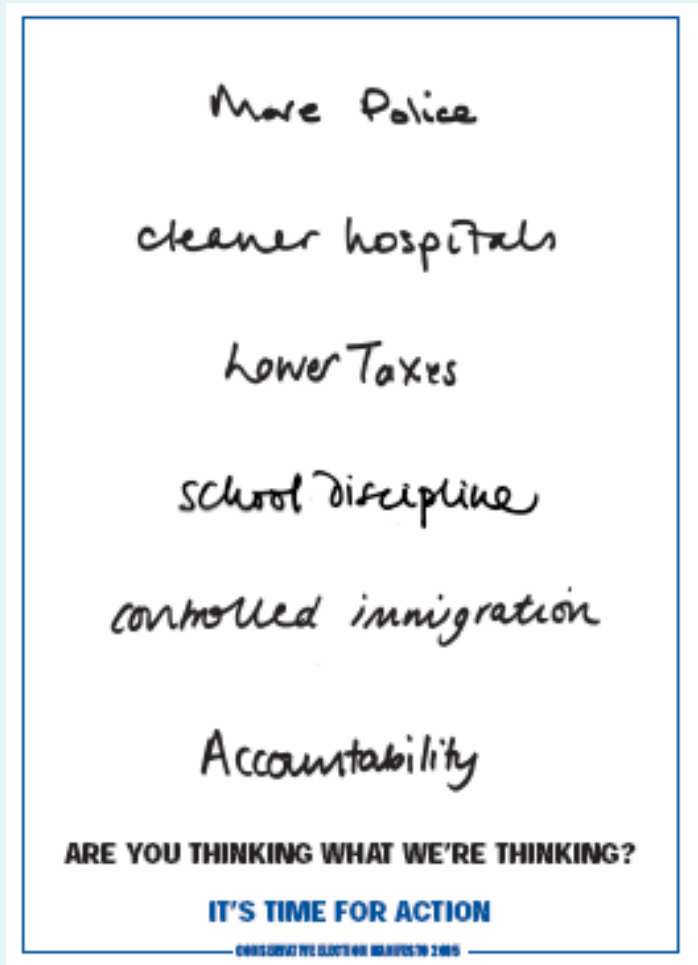 More Police
cleaner hospitals
Lower Taxes
school discipline
controlled immigration
Accountability
ARE YOU THINKING WHAT WE'RE THINKING?
IT'S TIME FOR ACTION
CONSERVATIVE ELECTION MANIFESTO 2005